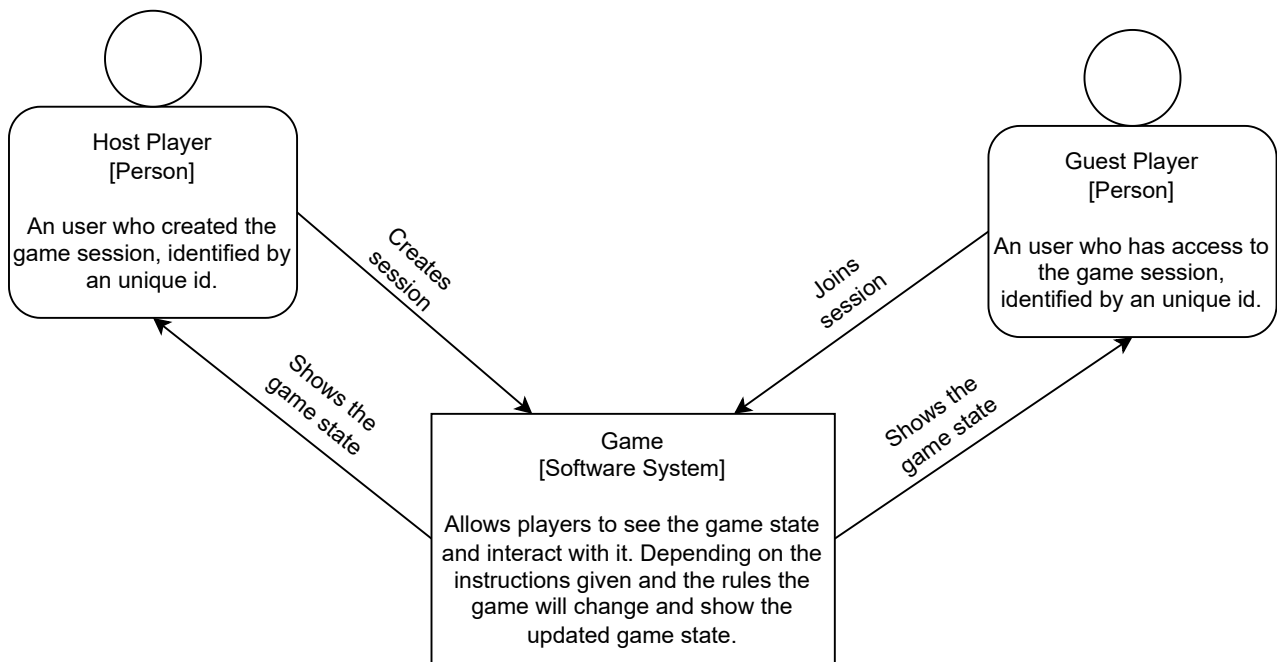 Host Player
[Person]
An user who created the
game session, identified by
an unique id.
Guest Player
[Person]
An user who has access to
the game session,
identified by an unique id.
Creates
session
Joins
session
Shows the
game state
Shows the
game state
Game
[Software System]
Allows players to see the game state
and interact with it. Depending on the
instructions given and the rules the
game will change and show the
updated game state.